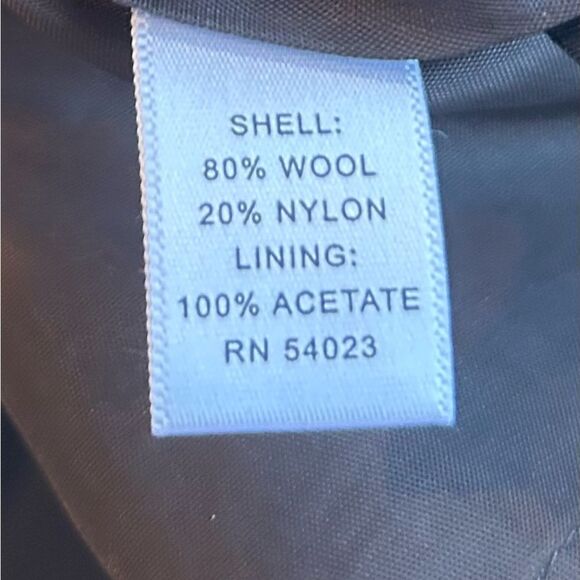 SHELL:
80% WOOL
20% NYLON
LINING:
100% ACETATE
RN 54023